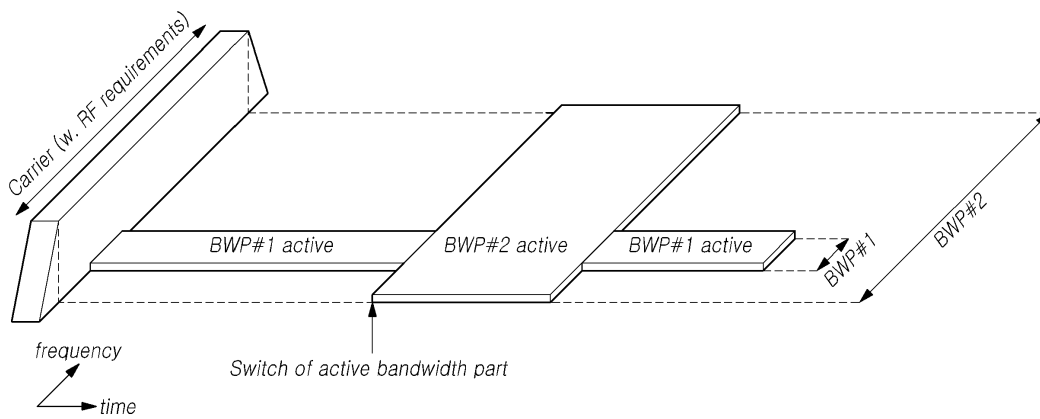 Carrier (w. RF requirements)
BWP#1 active
BWP#2 active
BWP#1 active
BWP#1
BWP#2
Switch of active bandwidth part
frequency
time